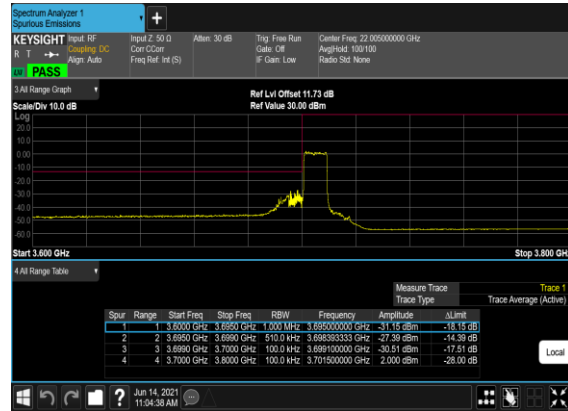 Spectrum Analyzer 1
Spurious Emissions
+
KEYSIGHT Input: RF Input Z: 50 Ω Atten: 30 dB Trig: Free Run Center Freq: 22.005000000 GHz
R T Coupling: DC Corr CCorr Gate: Off Avg|Hold: 100/100
Align: Auto Freq Ref: Int (S) IF Gain: Low Radio Std: None
LW PASS
3 All Range Graph Ref Lvl Offset 11.73 dB
Scale/Div 10.0 dB Ref Value 30.00 dBm
Log
20.0
10.0
0.00
-10.0
-20.0
-30.0
-40.0
-50.0
-60.0
Start 3.600 GHz Stop 3.800 GHz
4 All Range Table
Measure Trace Trace 1
Trace Type Trace Average (Active)
Spur Range Start Freq Stop Freq RBW Frequency Amplitude ΔLimit
1 1 3.6000 GHz 3.6950 GHz 1.000 MHz 3.695000000 GHz -31.15 dBm -18.15 dB
2 2 3.6950 GHz 3.6990 GHz 510.0 kHz 3.698393333 GHz -27.39 dBm -14.39 dB
3 3 3.6990 GHz 3.7000 GHz 100.0 kHz 3.699100000 GHz -30.51 dBm -17.51 dB
4 4 3.7000 GHz 3.8000 GHz 100.0 kHz 3.701500000 GHz 2.000 dBm -28.00 dB
Local
? Jun 14, 2021
11:04:38 AM